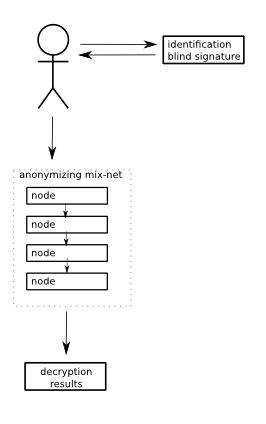 identification
blind signature
anonymizing mix-net
node
node
node
node
decryption
results